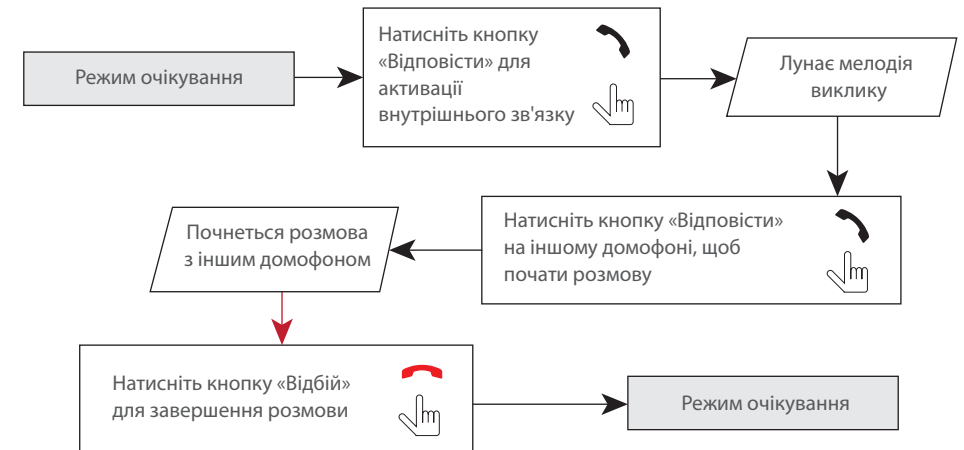 Режим очікування
Натисніть кнопку
«Відповісти» для
активації
внутрішнього зв'язку
Лунає мелодія
виклику
Натисніть кнопку «Відповісти»
на іншому домофоні, щоб
почати розмову
Почнеться розмова
з іншим домофоном
Натисніть кнопку «Відбій»
для завершення розмови
Режим очікування